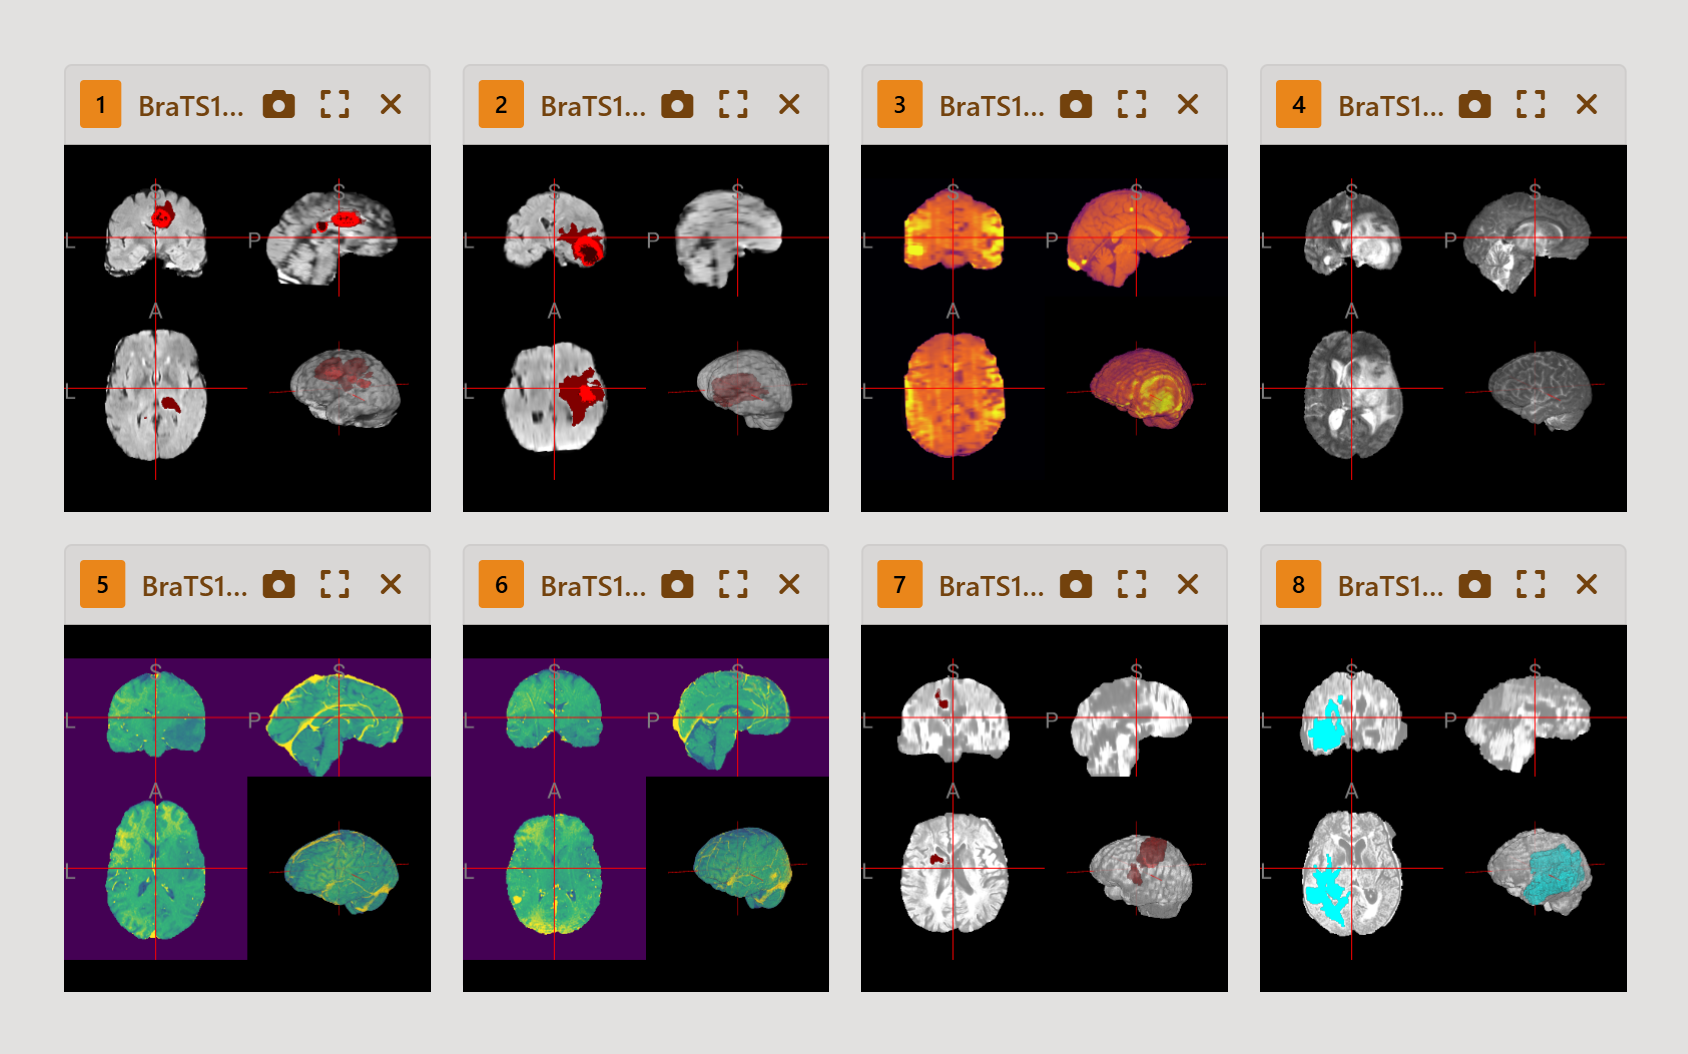 1 BraTS1...
2 BraTS1...
3 BraTS1...
4 BraTS1...
S S
L P
A
L
S S
L P
A
L
S S
L P
A
L
S S
L P
A
L
5 BraTS1...
6 BraTS1...
7 BraTS1...
8 BraTS1...
S S
L P
A
L
S S
L P
A
L
S S
L P
A
L
S S
L P
A
L